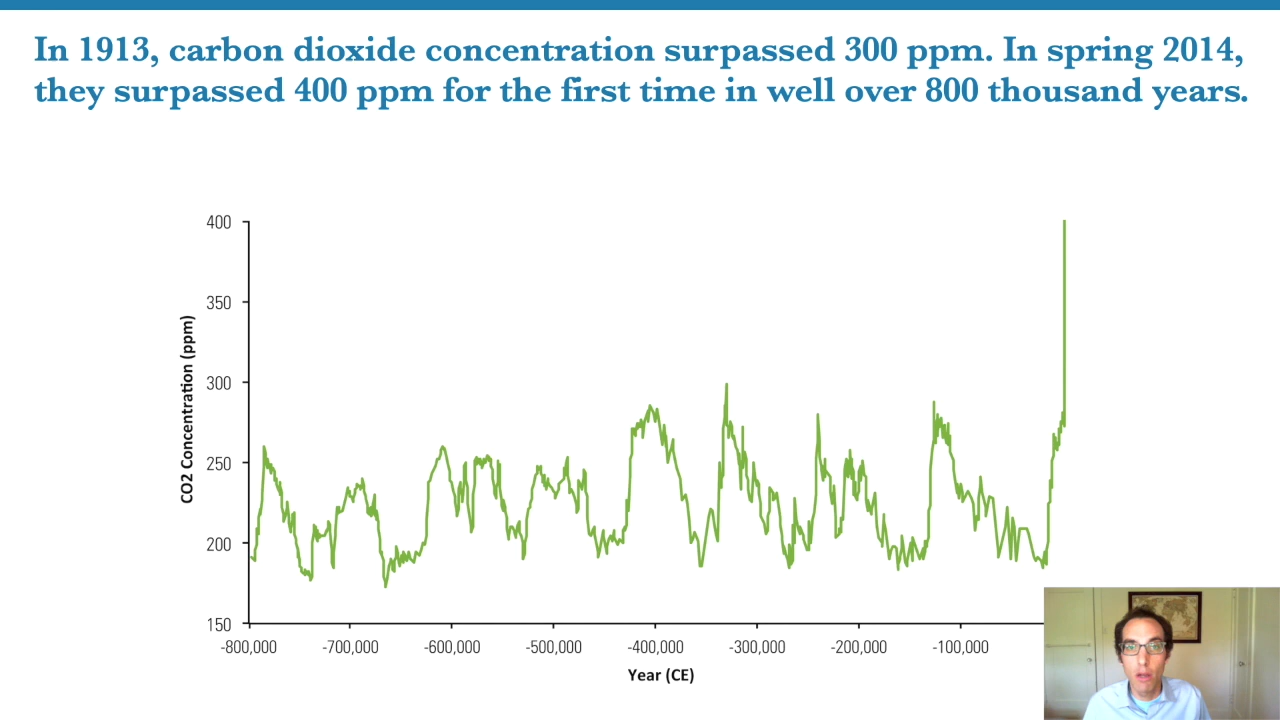 In 1913, carbon dioxide concentration surpassed 300 ppm. In spring 2014,
they surpassed 400 ppm for the first time in well over 800 thousand years.
400
350
300
250
200
150
CO2 Concentration (ppm)
-800,000 -700,000 -600,000 -500,000 -400,000 -300,000 -200,000 -100,000
Year (CE)